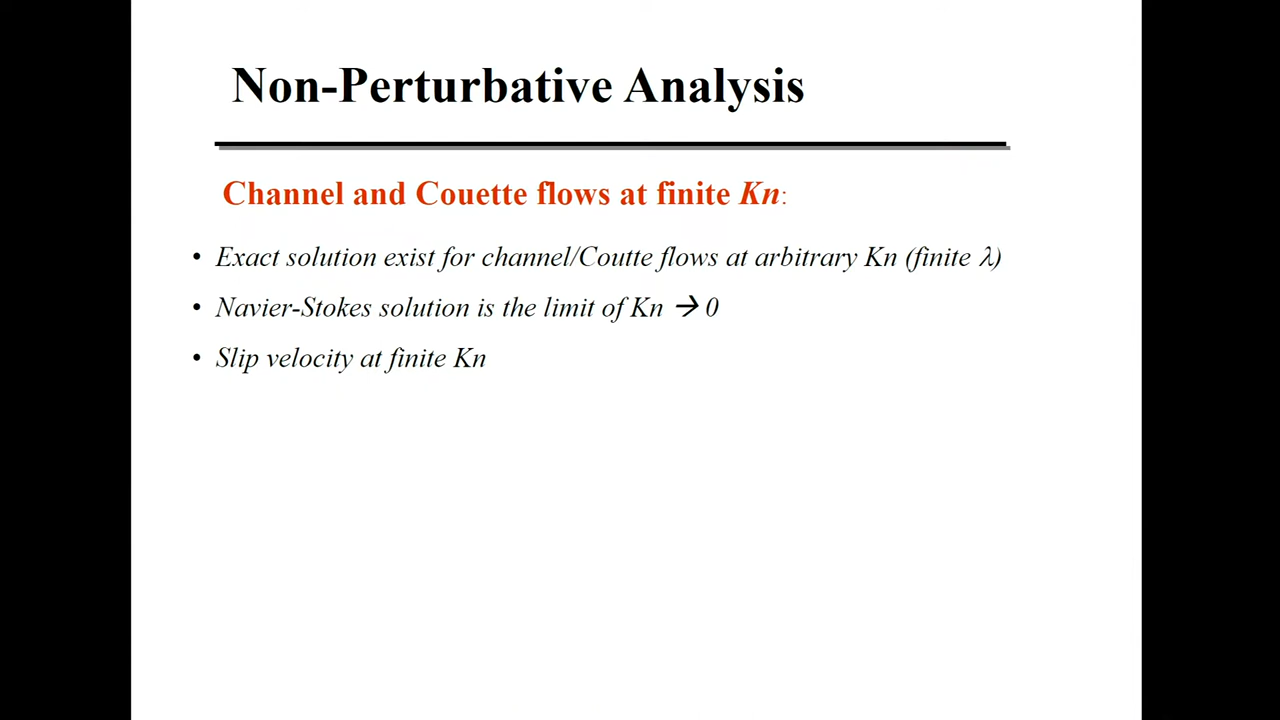 Non-Perturbative Analysis
Channel and Couette flows at finite Kn:
• Exact solution exist for channel/Coutte flows at arbitrary Kn (finite λ)
• Navier-Stokes solution is the limit of Kn → 0
• Slip velocity at finite Kn